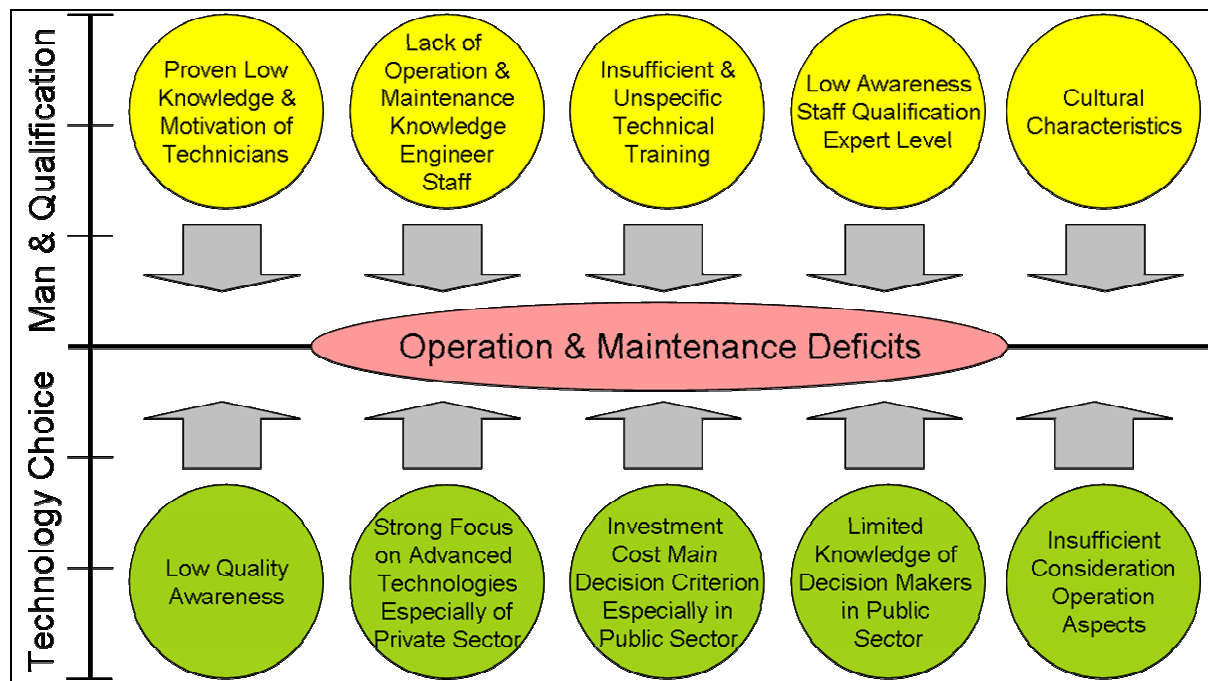 Man & Qualification
Proven Low
Knowledge &
Motivation of
Technicians
Lack of
Operation &
Maintenance
Knowledge
Engineer
Staff
Insufficient &
Unspecific
Technical
Training
Low Awareness
Staff Qualification
Expert Level
Cultural
Characteristics
Operation & Maintenance Deficits
Technology Choice
Low Quality
Awareness
Strong Focus
on Advanced
Technologies
Especially of
Private Sector
Investment
Cost Main
Decision Criterion
Especially in
Public Sector
Limited
Knowledge of
Decision Makers
in Public
Sector
Insufficient
Consideration
Operation
Aspects